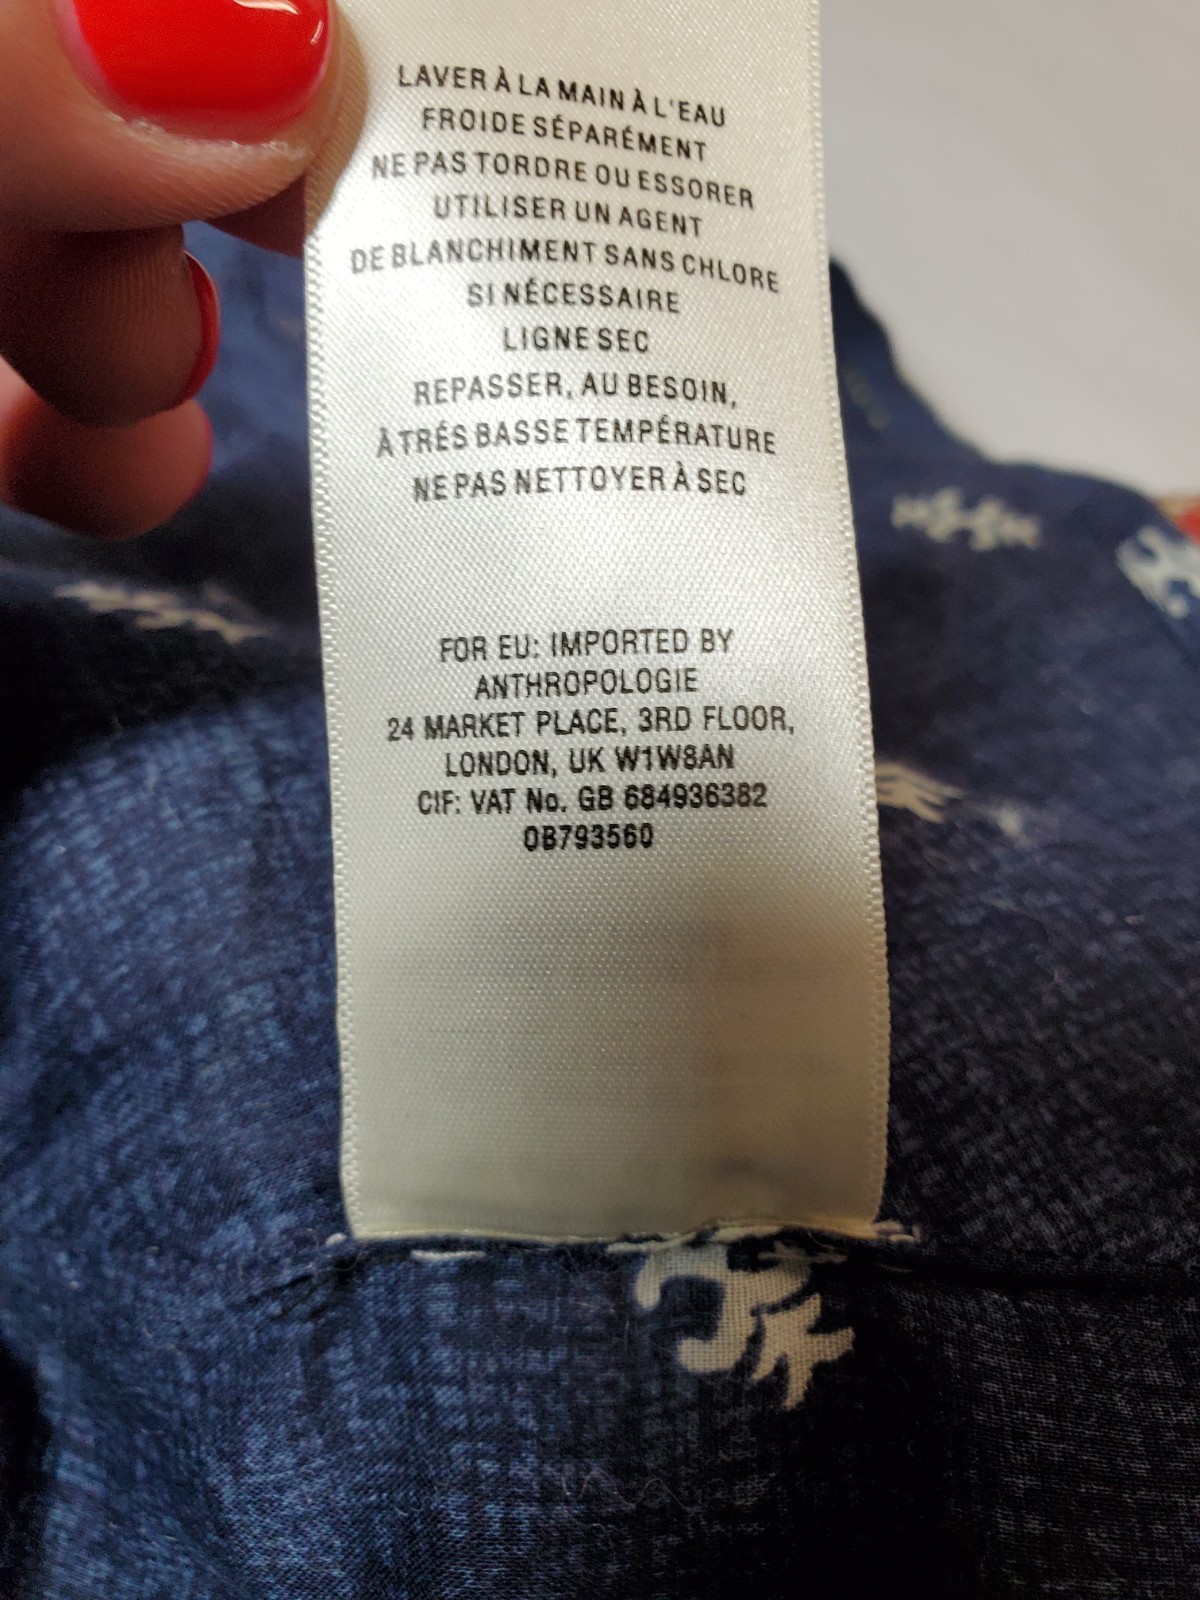 LAVER À LA MAIN À L'EAU
FROIDE SÉPARÉMENT
NE PAS TORDRE OU ESSORER
UTILISER UN AGENT
DE BLANCHIMENT SANS CHLORE
SI NÉCESSAIRE
LIGNE SEC
REPASSER, AU BESOIN,
À TRÉS BASSE TEMPÉRATURE
NE PAS NETTOYER À SEC
FOR EU: IMPORTED BY
ANTHROPOLOGIE
24 MARKET PLACE, 3RD FLOOR,
LONDON, UK W1W8AN
CIF: VAT No. GB 684936382
OB793560